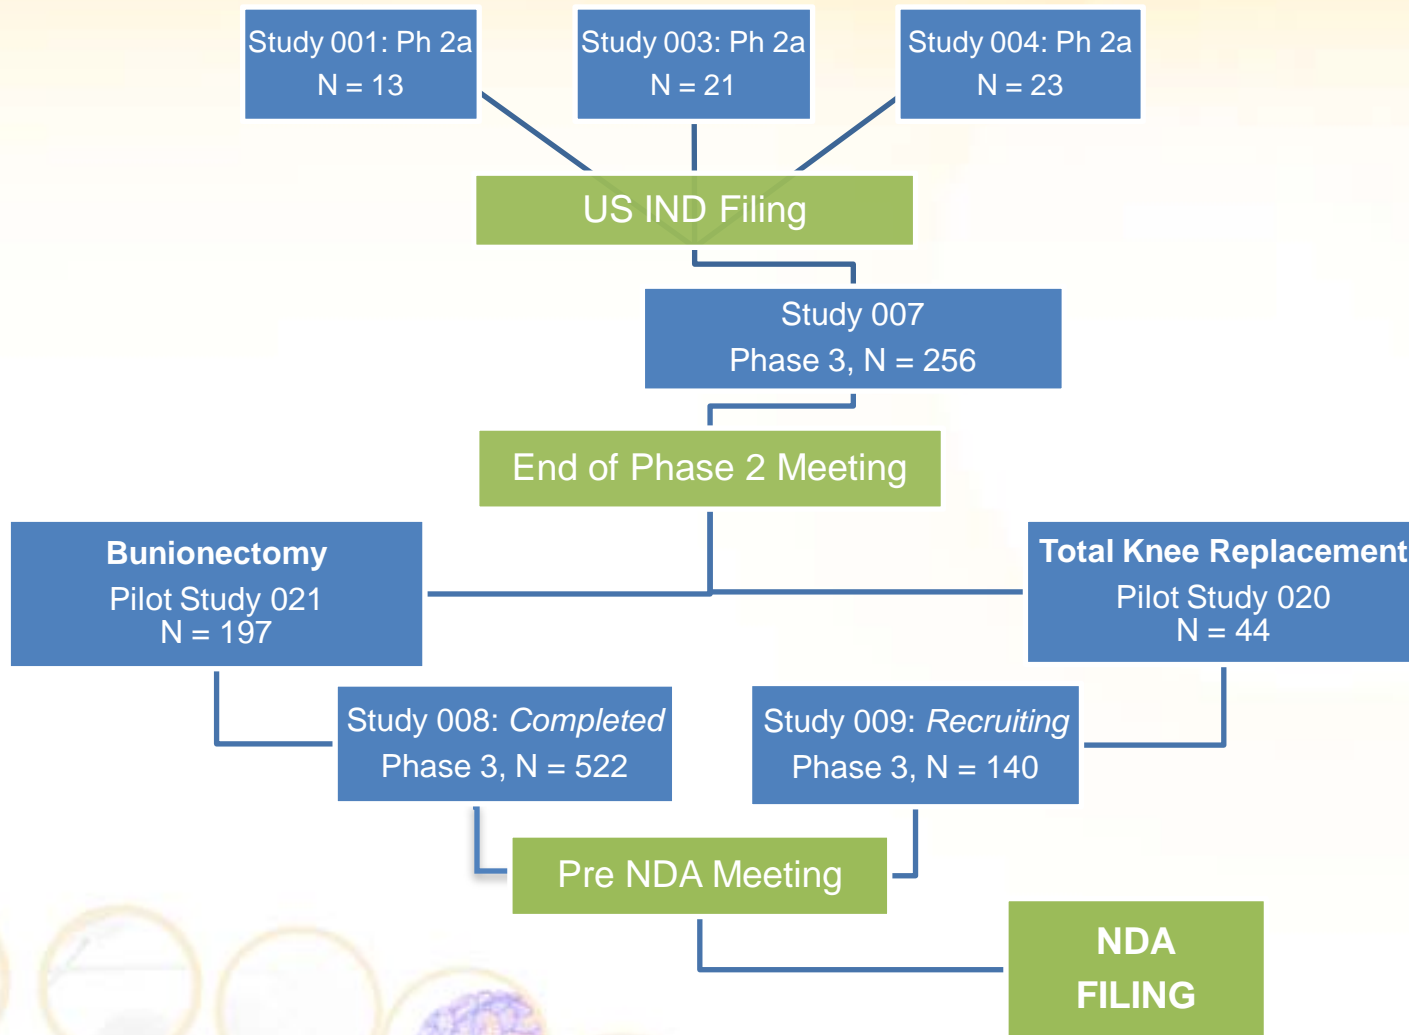 Study 001: Ph 2a
N = 13
Study 003: Ph 2a
N = 21
Study 004: Ph 2a
N = 23
US IND Filing
Study 007
Phase 3, N = 256
End of Phase 2 Meeting
Bunionectomy
Pilot Study 021
N = 197
Total Knee Replacement
Pilot Study 020
N = 44
Study 008: Completed
Phase 3, N = 522
Study 009: Recruiting
Phase 3, N = 140
Pre NDA Meeting
NDA
FILING